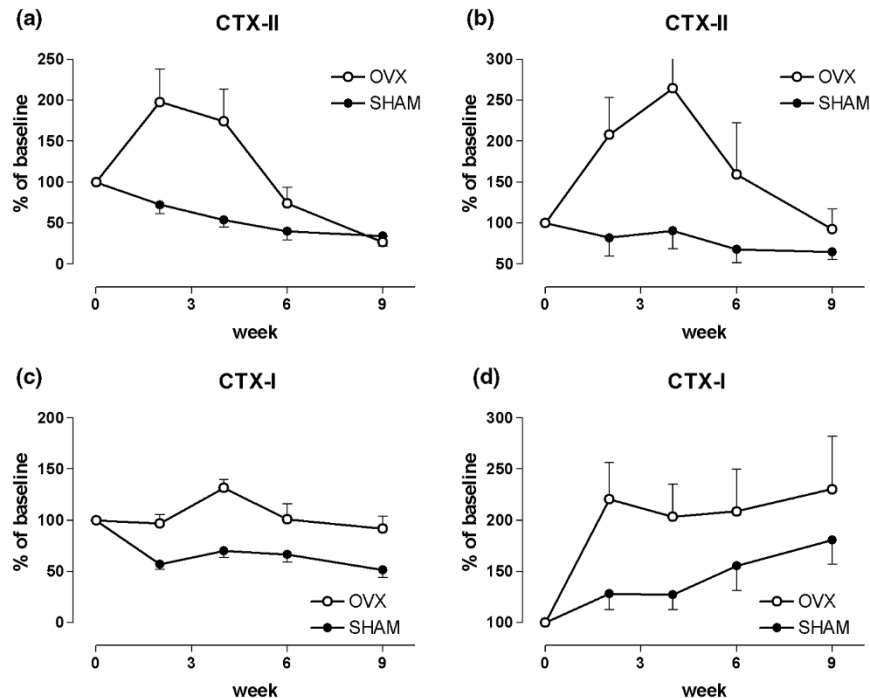 (a)
CTX-II
250
200
150
100
50
0
% of baseline
OVX
SHAM
0 3 6 9
week
(b)
CTX-II
300
250
200
150
100
50
% of baseline
OVX
SHAM
0 3 6 9
week
(c)
CTX-I
200
150
100
50
0
% of baseline
OVX
SHAM
0 3 6 9
week
(d)
CTX-I
300
250
200
150
100
% of baseline
OVX
SHAM
0 3 6 9
week